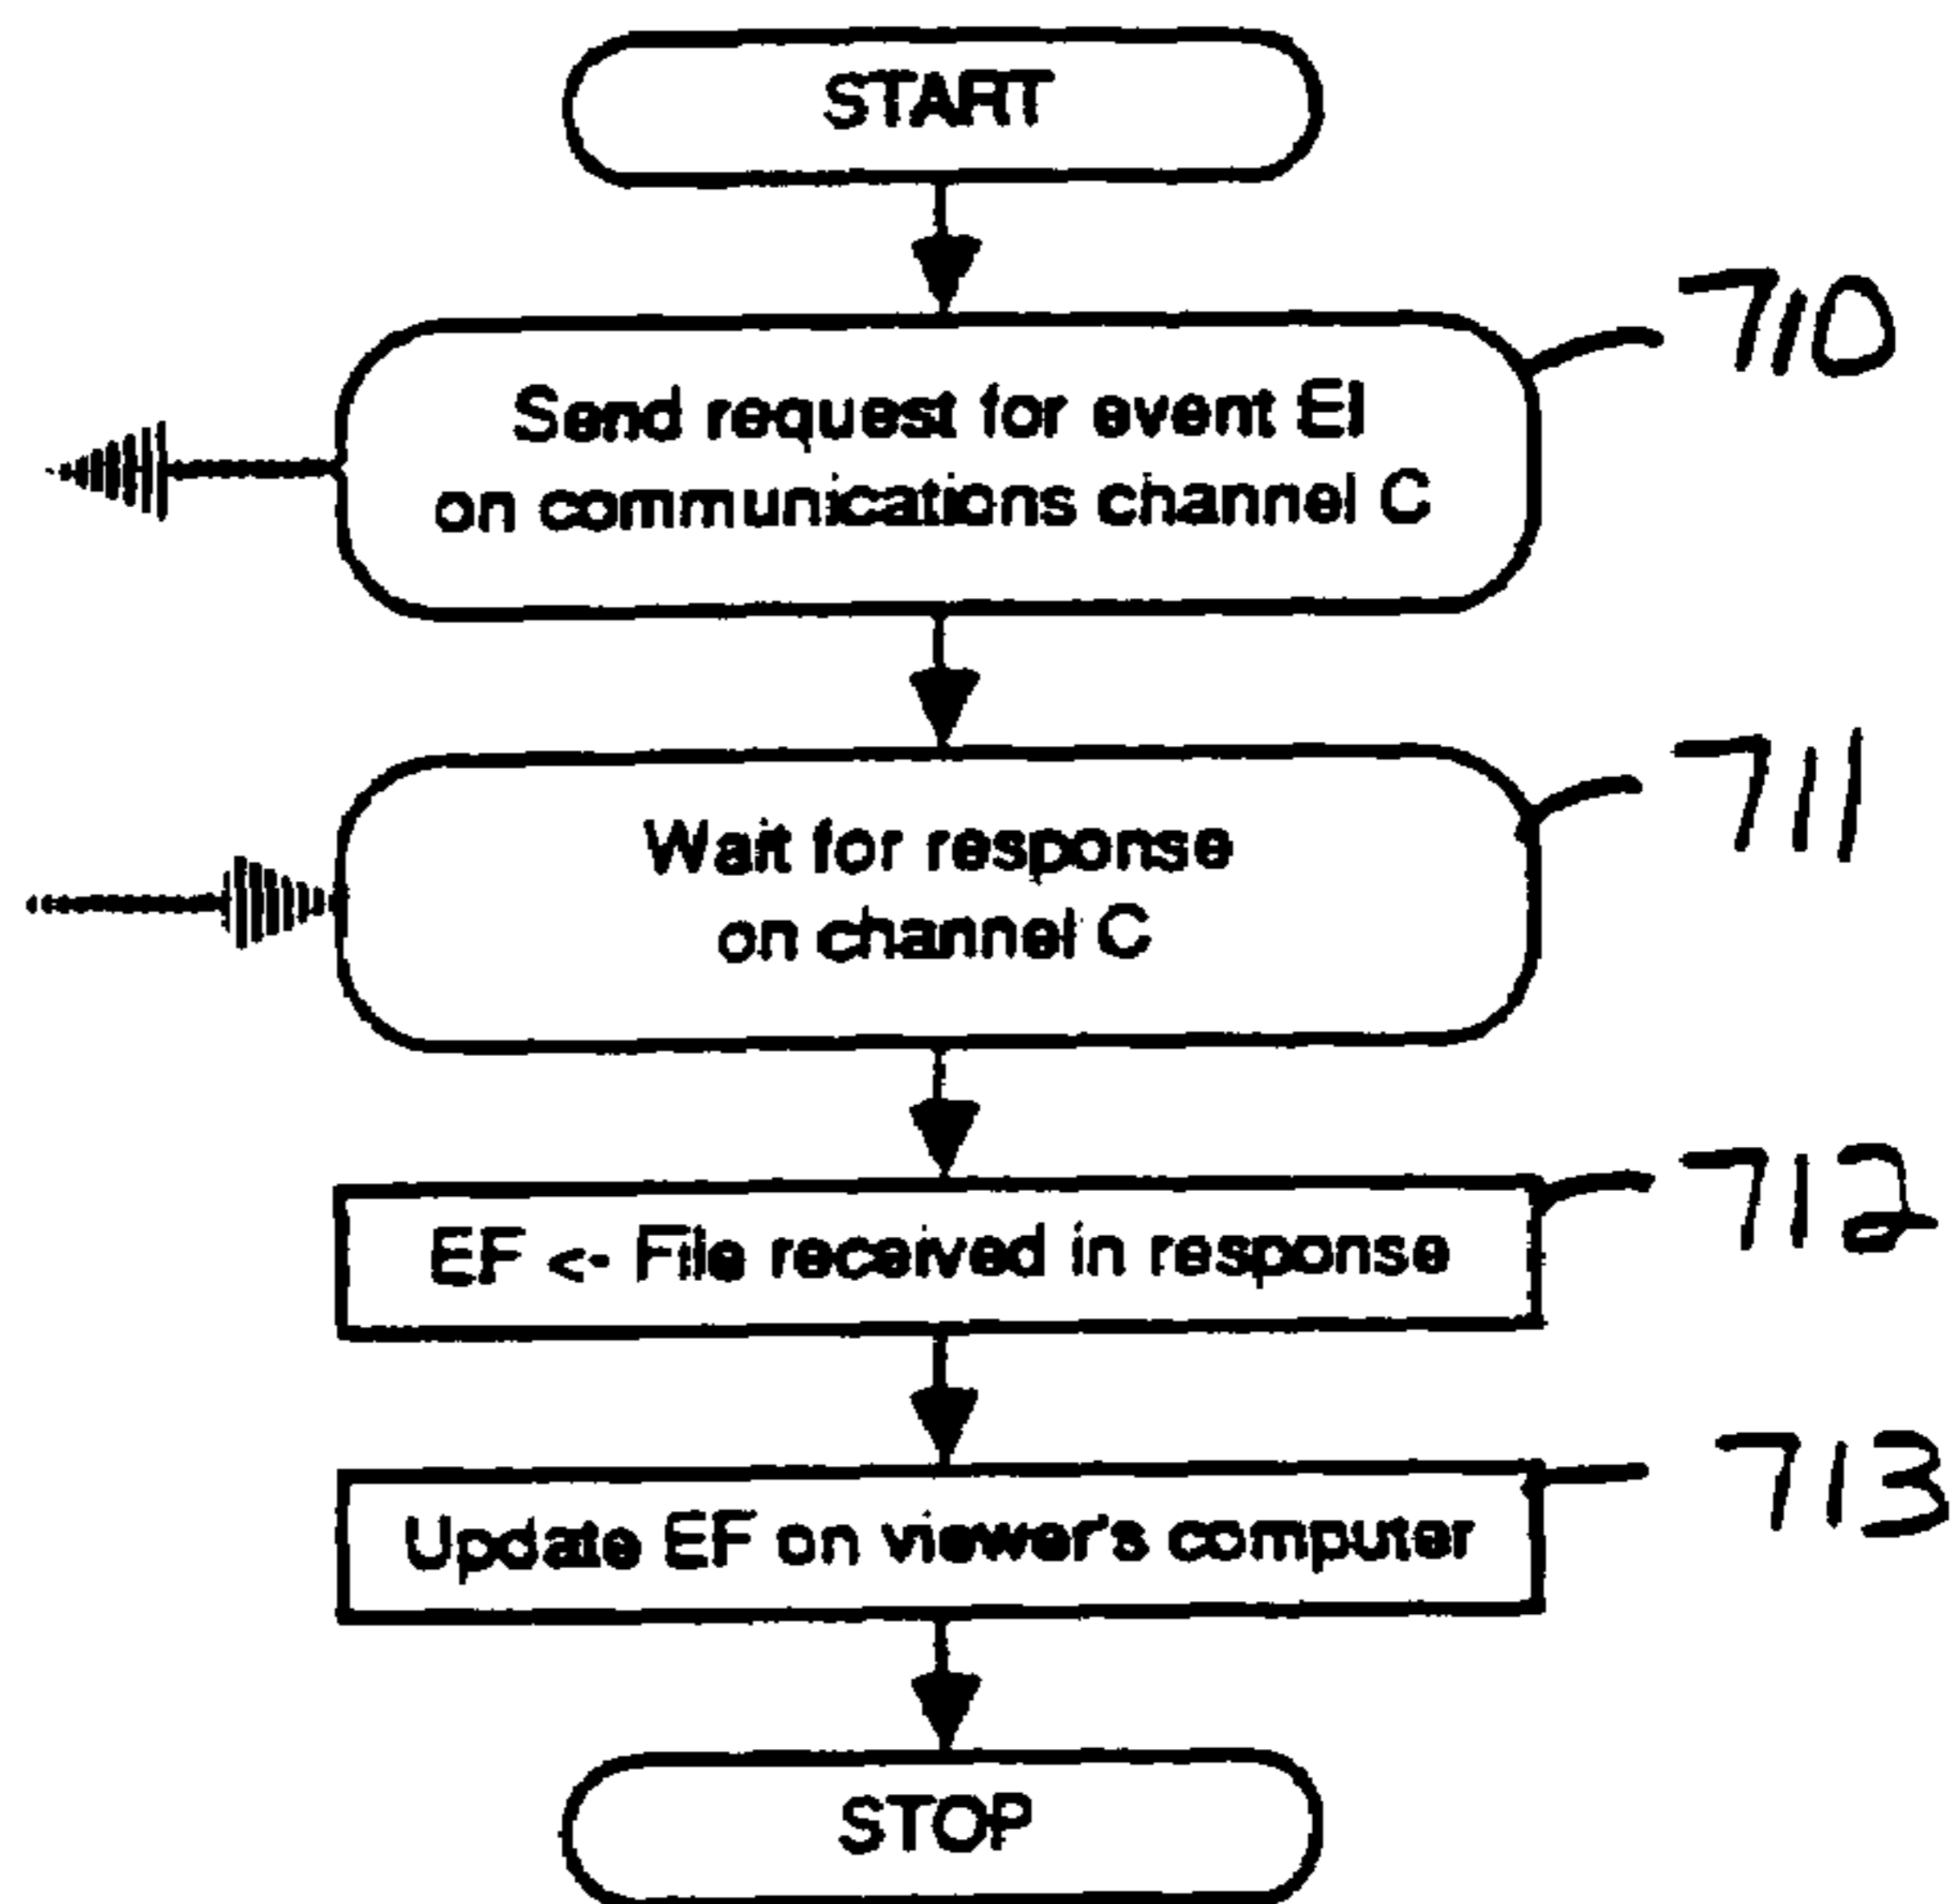 START
710
Send request for event EI
on communications channel C
711
Wait for response
on channel C
712
EF <- File received in response
713
Update EF on viewer's computer
STOP